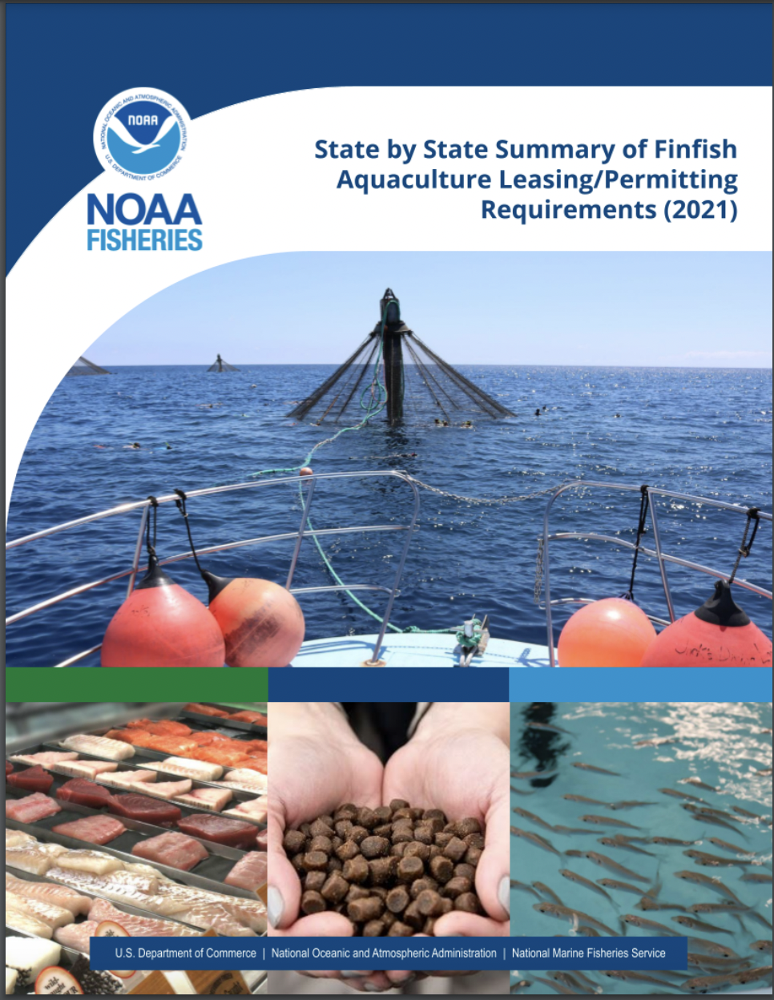 NATIONAL OCEANIC AND ATMOSPHERIC ADMINISTRATION
U.S. DEPARTMENT OF COMMERCE
NOAA
NOAA
FISHERIES
State by State Summary of Finfish
Aquaculture Leasing/Permitting
Requirements (2021)
U.S. Department of Commerce | National Oceanic and Atmospheric Administration | National Marine Fisheries Service